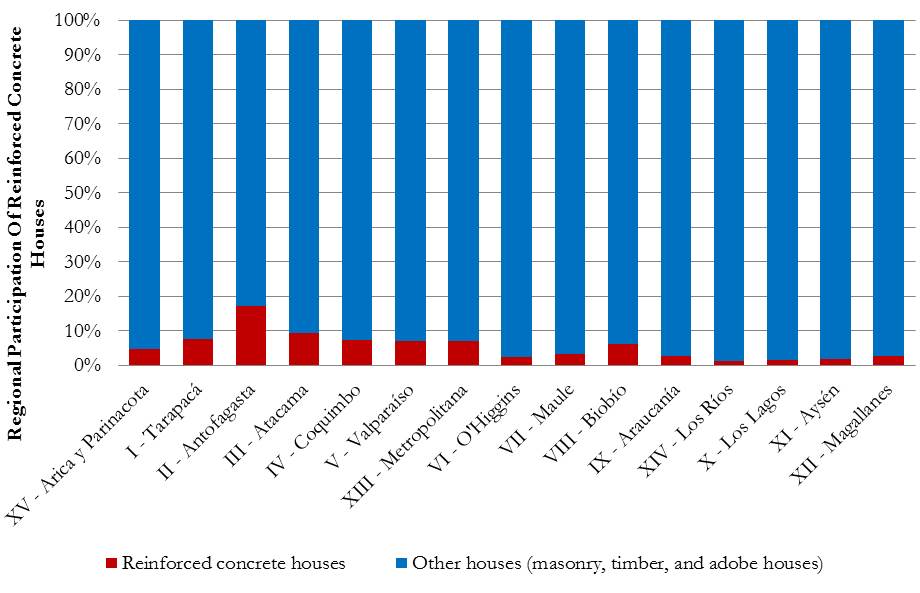 Regional Participation Of Reinforced Concrete
Houses
100%
90%
80%
70%
60%
50%
40%
30%
20%
10%
0%
XV - Arica y Parinacota
I - Tarapacá
II - Antofagasta
III - Atacama
IV - Coquimbo
V - Valparaíso
XIII - Metropolitana
VI - O'Higgins
VII - Maule
VIII - Biobío
IX - Araucanía
XIV - Los Ríos
X - Los Lagos
XI - Aysén
XII - Magallanes
Reinforced concrete houses
Other houses (masonry, timber, and adobe houses)